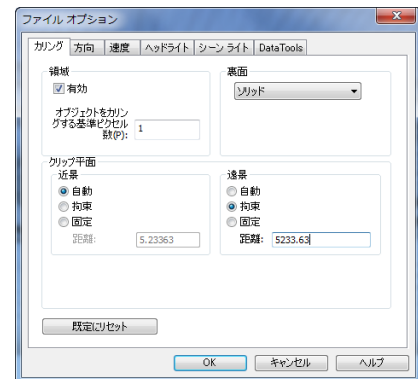 ファイル オプション
カリング 方向 速度 ヘッドライト シーン ライト DataTools
領域
有効
オブジェクトをカリン
グする基準ピクセル
数(P): 1
裏面
ソリッド
クリップ平面
近景
自動
拘束
固定
距離: 5.23363
遠景
自動
拘束
固定
距離: 5233.63
既定にリセット
OK キャンセル ヘルプ